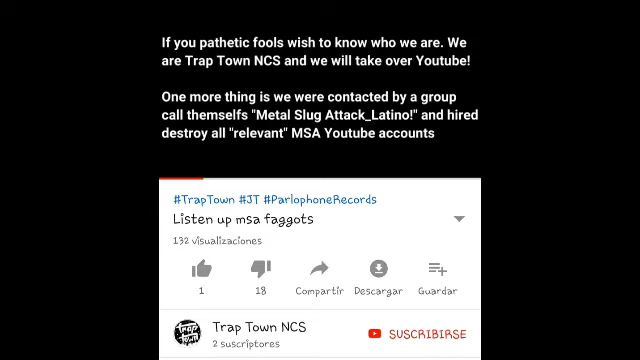 If you pathetic fools wish to know who we are. We
are Trap Town NCS and we will take over Youtube!
One more thing is we were contacted by a group
call themselfs "Metal Slug Attack_Latino!" and hired
destroy all "relevant" MSA Youtube accounts
#TrapTown #JT #ParlophoneRecords
Listen up msa faggots
132 visualizaciones
1 18 Compartir Descargar Guardar
Trap Town
Trap Town NCS
2 suscriptores
SUSCRIBIRSE